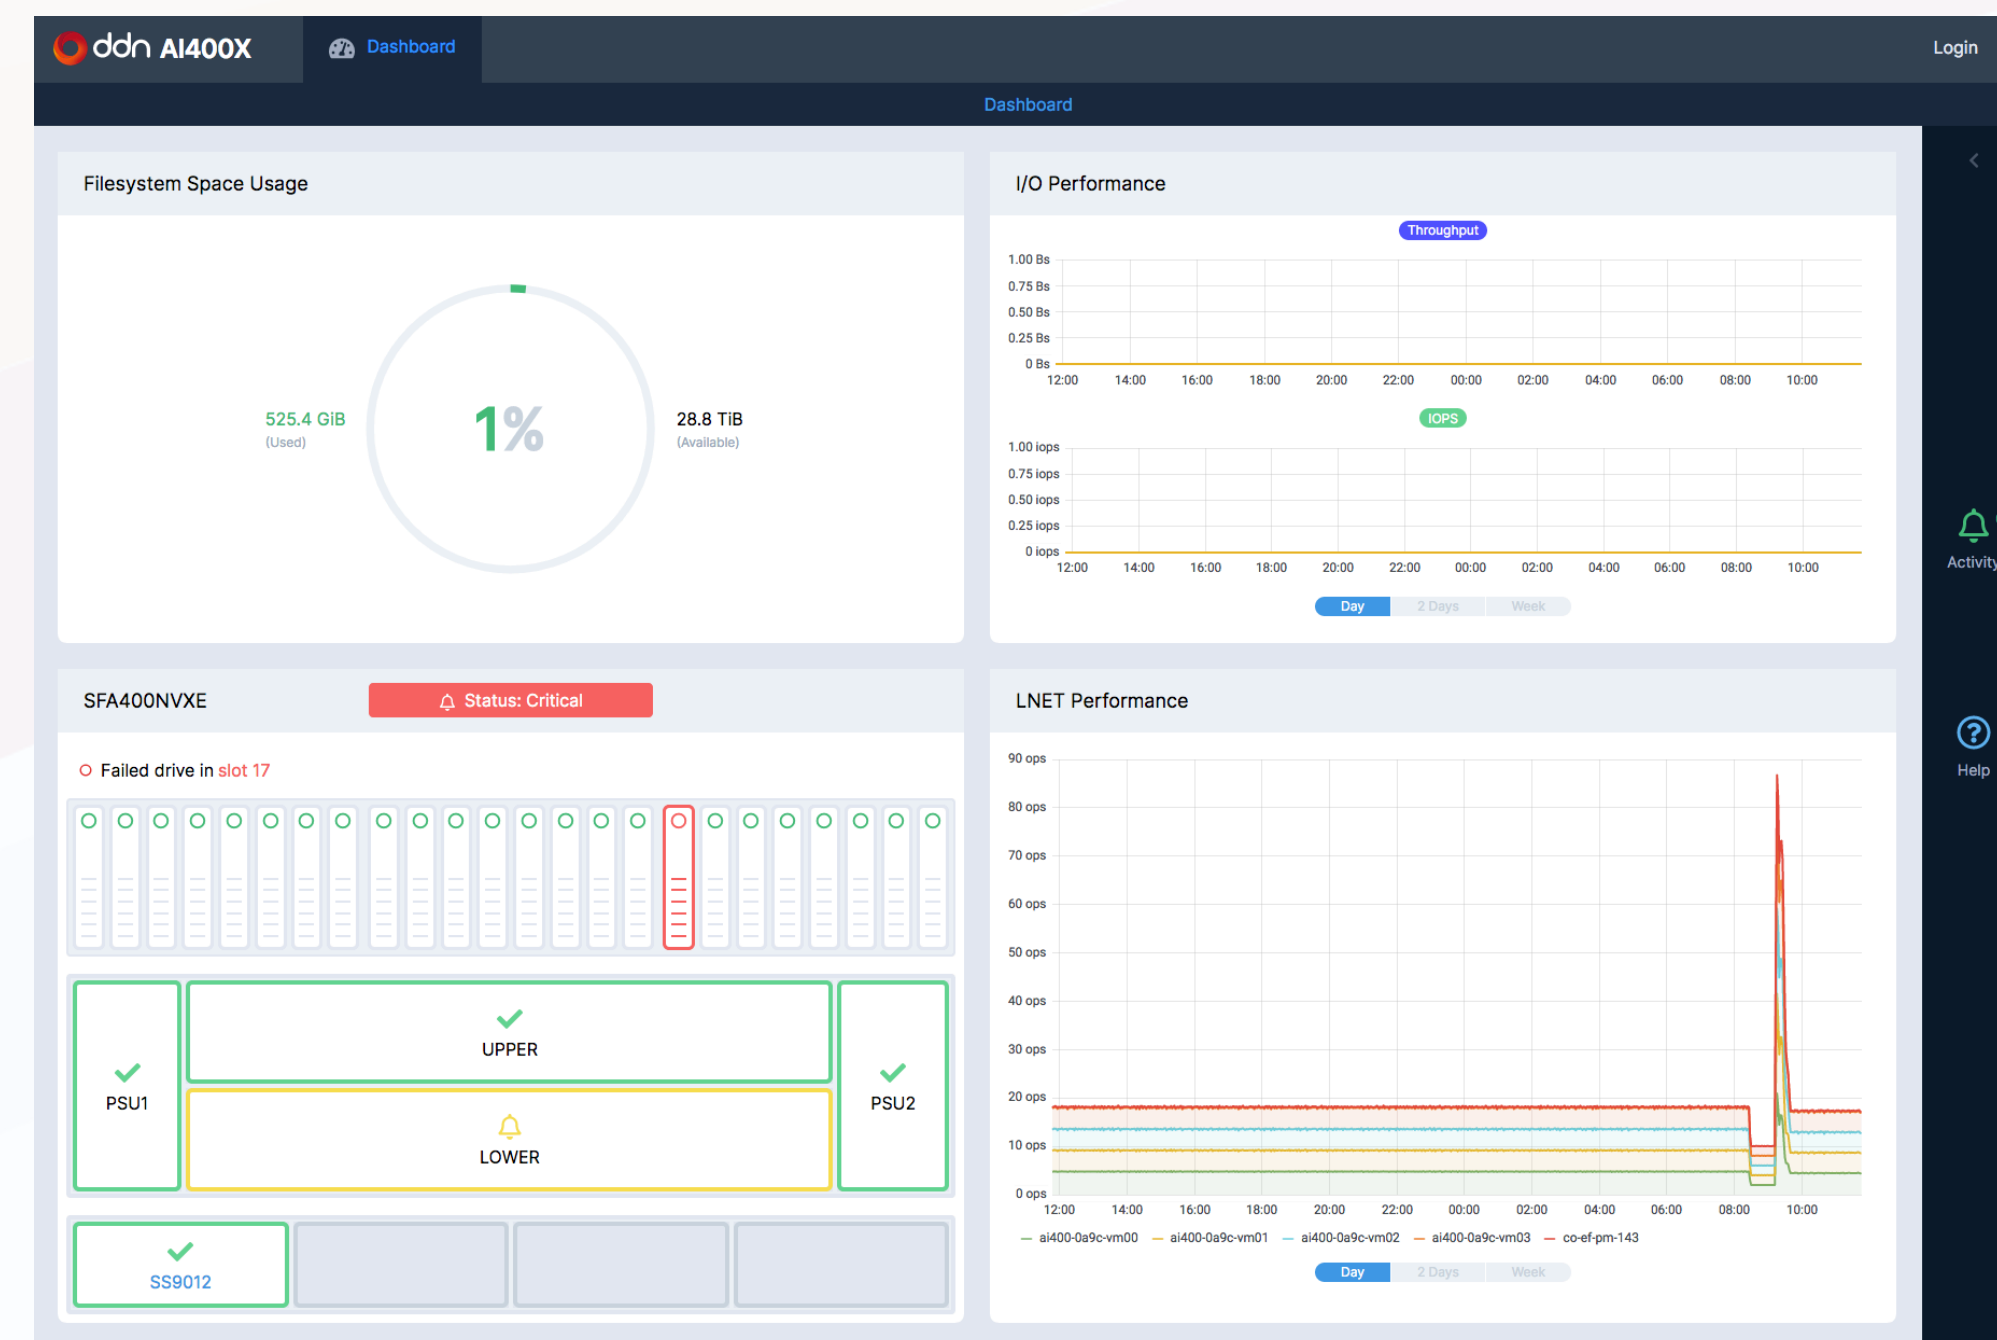 ddn AI400X
Dashboard
Login
Dashboard
Filesystem Space Usage
525.4 GiB
(Used)
1%
28.8 TiB
(Available)
I/O Performance
Throughput
1.00 Bs
0.75 Bs
0.50 Bs
0.25 Bs
0 Bs
12:00 14:00 16:00 18:00 20:00 22:00 00:00 02:00 04:00 06:00 08:00 10:00
IOPS
1.00 iops
0.75 iops
0.50 iops
0.25 iops
0 iops
12:00 14:00 16:00 18:00 20:00 22:00 00:00 02:00 04:00 06:00 08:00 10:00
Day 2 Days Week
Activity
Help
SFA400NVXE
Status: Critical
Failed drive in slot 17
UPPER
PSU1
PSU2
LOWER
SS9012
LNET Performance
90 ops
80 ops
70 ops
60 ops
50 ops
40 ops
30 ops
20 ops
10 ops
0 ops
12:00 14:00 16:00 18:00 20:00 22:00 00:00 02:00 04:00 06:00 08:00 10:00
ai400-0a9c-vm00 ai400-0a9c-vm01 ai400-0a9c-vm02 ai400-0a9c-vm03 co-ef-pm-143
Day 2 Days Week